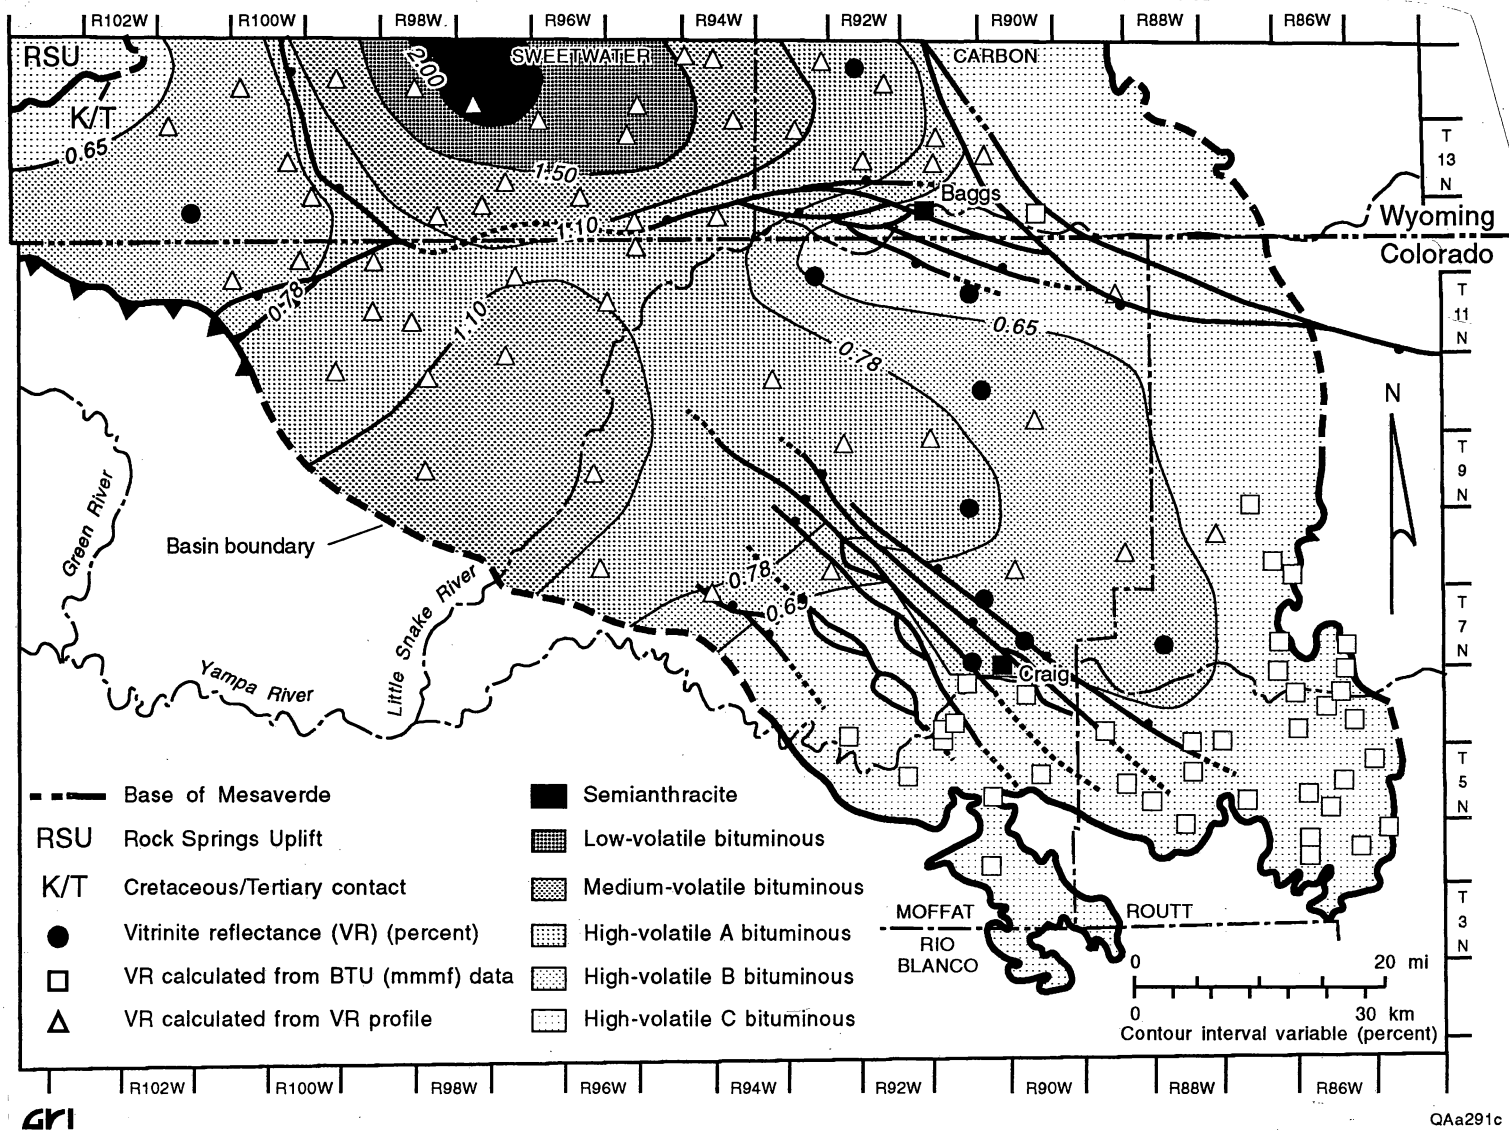 R102W R100W R98W R96W R94W R92W R90W R88W R86W
RSU
2.00
SWEETWATER
CARBON
K/T
0.65
1.50
T
13
N
Baggs
1.10
Wyoming
Colorado
0.78
1.10
0.65
0.78
T
11
N
N
T
9
N
Green River
Basin boundary
Little Snake River
Yampa River
0.78
0.65
T
7
N
Craig
T
5
N
Base of Mesaverde
RSU Rock Springs Uplift
K/T Cretaceous/Tertiary contact
Vitrinite reflectance (VR) (percent)
VR calculated from BTU (mmmf) data
VR calculated from VR profile
Semianthracite
Low-volatile bituminous
Medium-volatile bituminous
High-volatile A bituminous
High-volatile B bituminous
High-volatile C bituminous
MOFFAT
ROUTT
RIO
BLANCO
T
3
N
0 20 mi
0 30 km
Contour interval variable (percent)
R102W R100W R98W R96W R94W R92W R90W R88W R86W
GRI
QAa291c